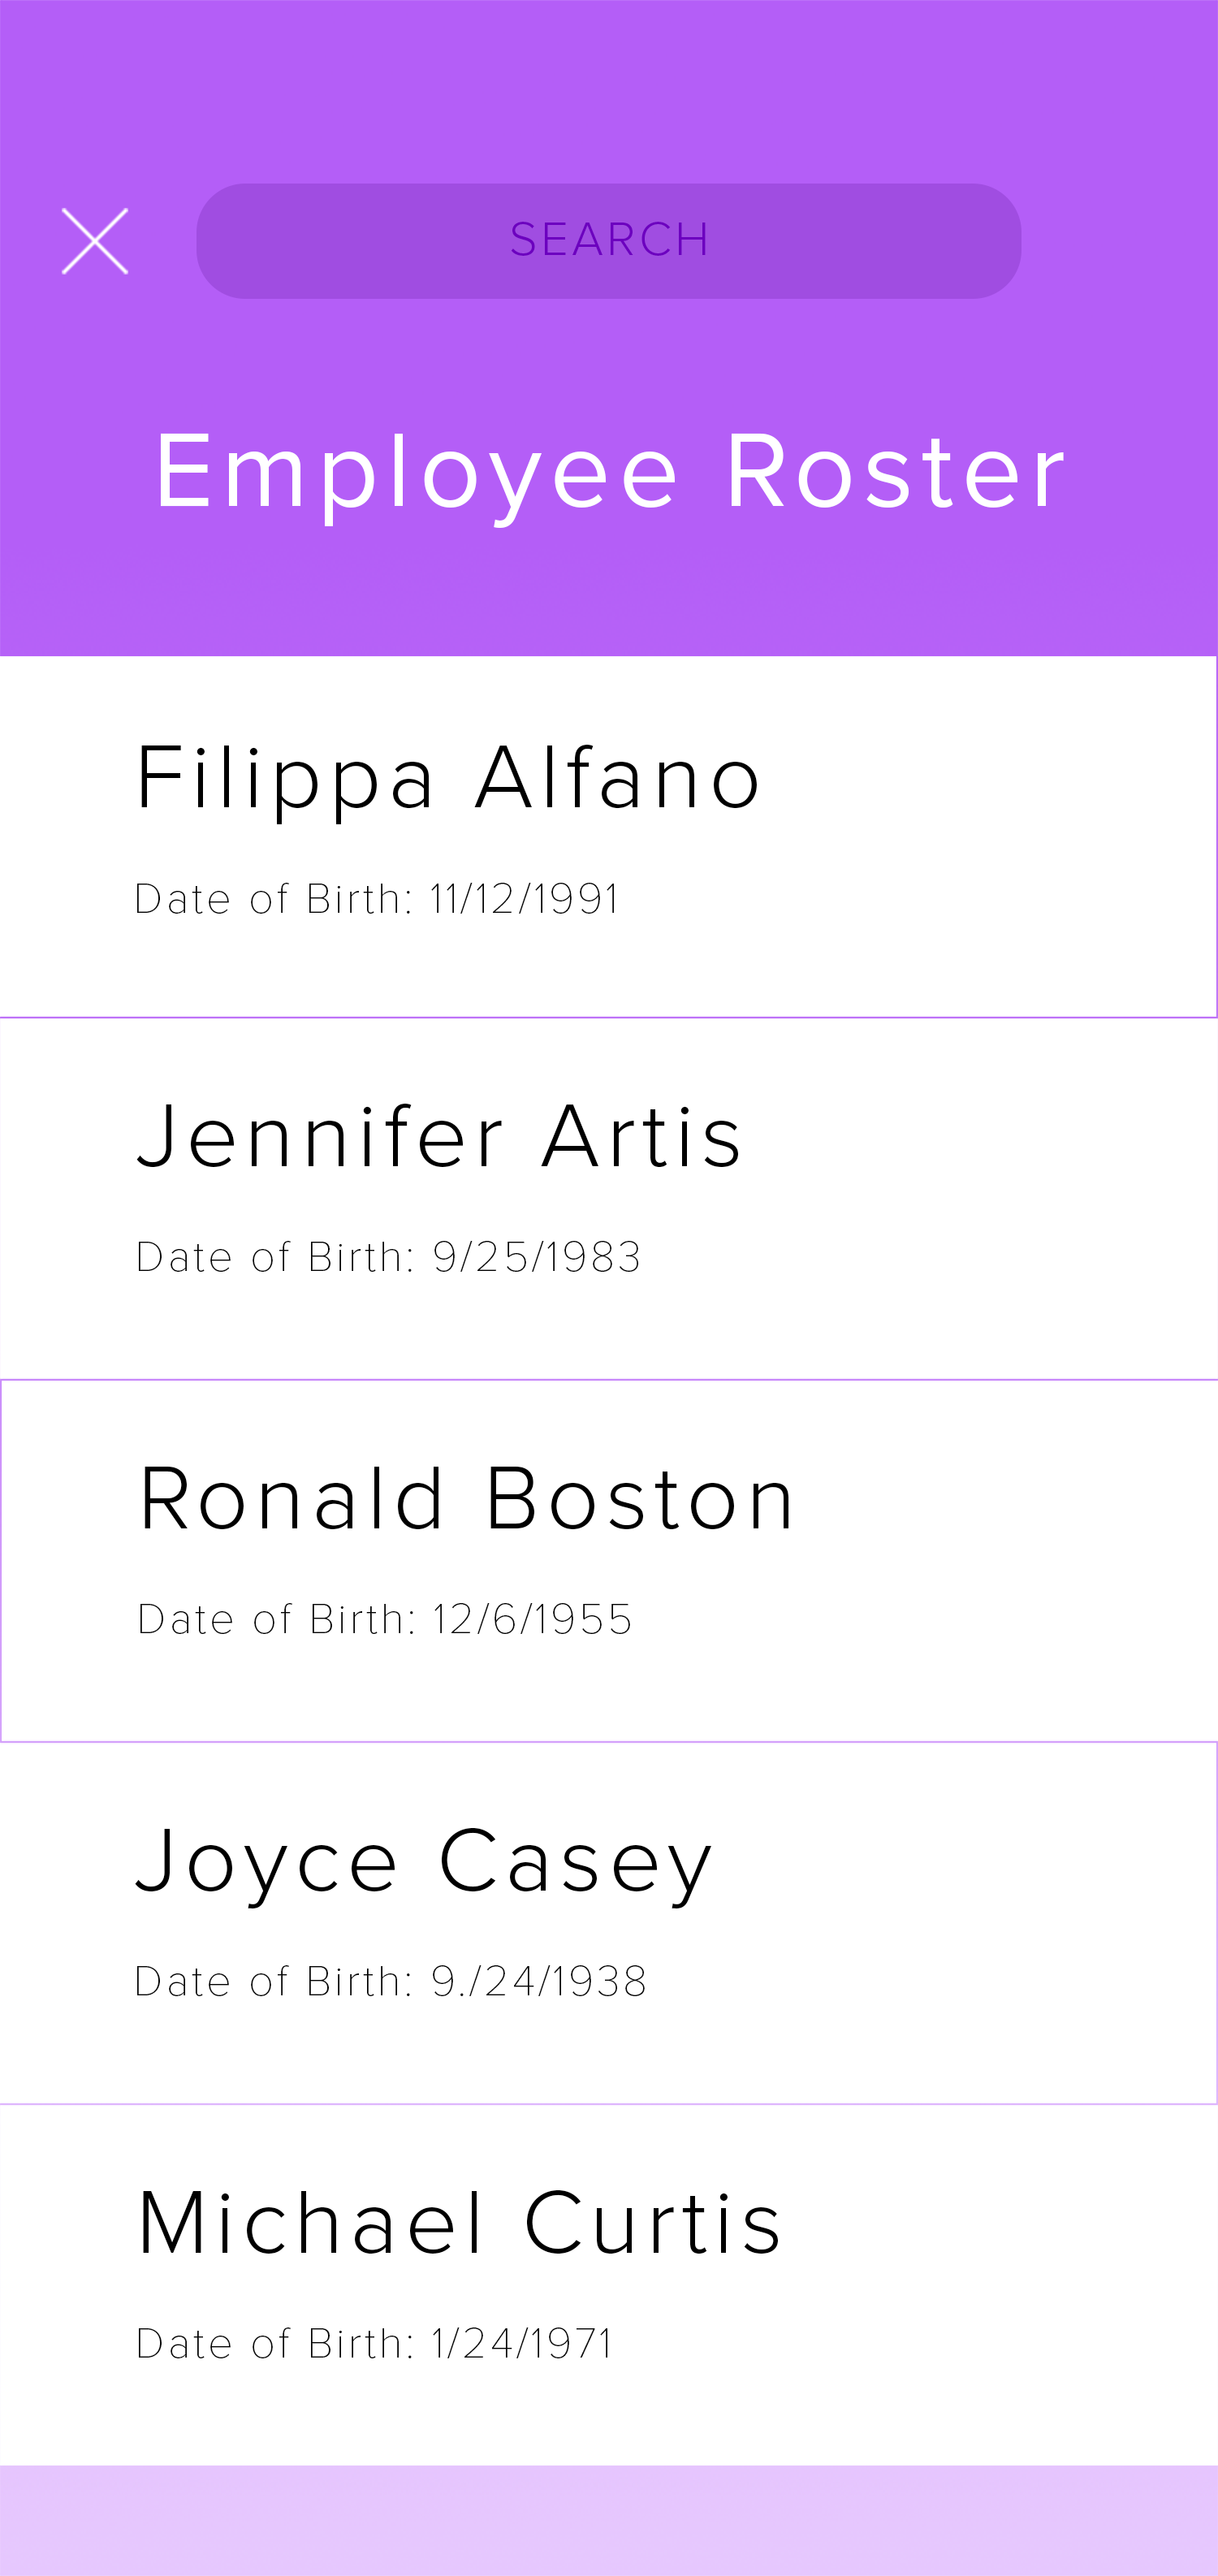 SEARCH
Employee Roster
Filippa Alfano
Date of Birth: 11/12/1991
Jennifer Artis
Date of Birth: 9/25/1983
Ronald Boston
Date of Birth: 12/6/1955
Joyce Casey
Date of Birth: 9./24/1938
Michael Curtis
Date of Birth: 1/24/1971